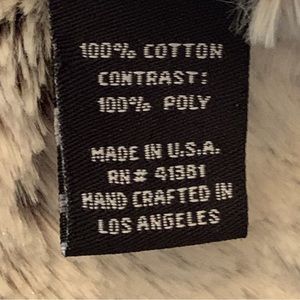 100% COTTON
CONTRAST:
100% POLY
MADE IN U.S.A.
RN# 41381
HAND CRAFTED IN
LOS ANGELES